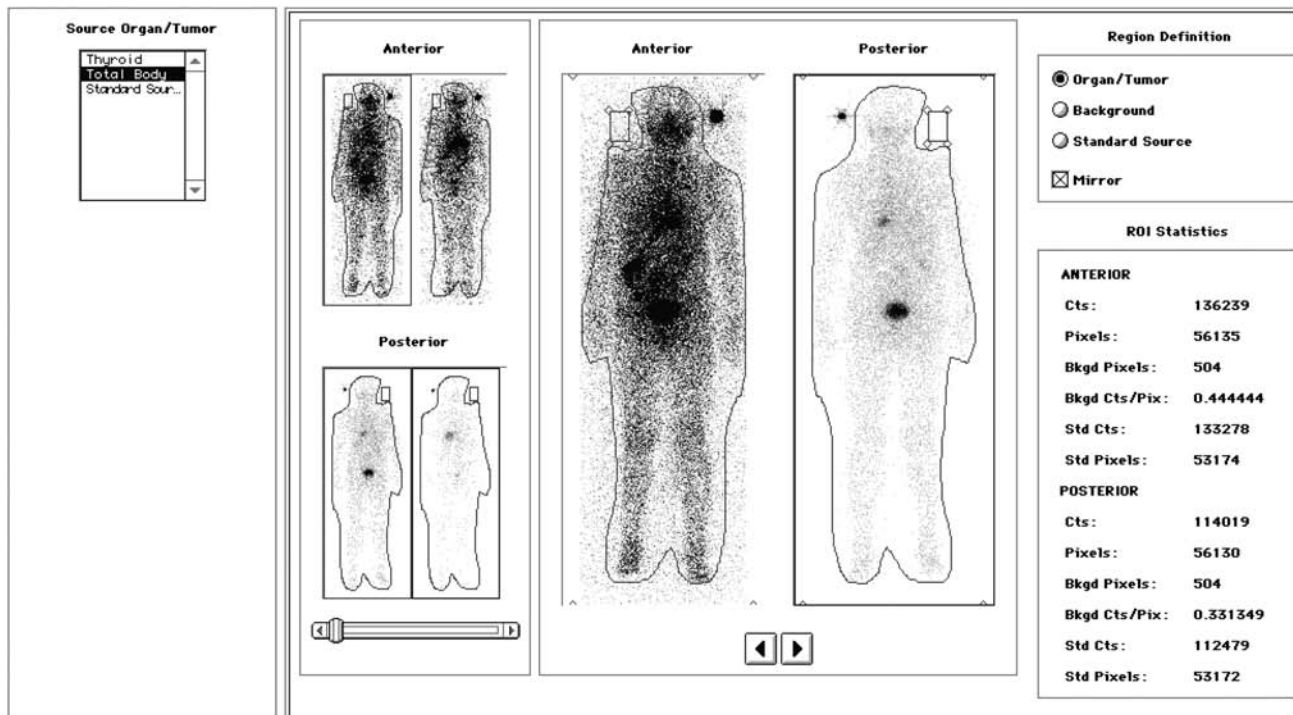 Source Organ/Tumor
Thyroid
Total Body
Standard Sour...
Anterior
Posterior
Anterior
Posterior
Region Definition
Organ/Tumor
Background
Standard Source
Mirror
ROI Statistics
ANTERIOR
Cts: 136239
Pixels: 56135
Bkgd Pixels: 504
Bkgd Cts/Pix: 0.444444
Std Cts: 133278
Std Pixels: 53174
POSTERIOR
Cts: 114019
Pixels: 56130
Bkgd Pixels: 504
Bkgd Cts/Pix: 0.331349
Std Cts: 112479
Std Pixels: 53172